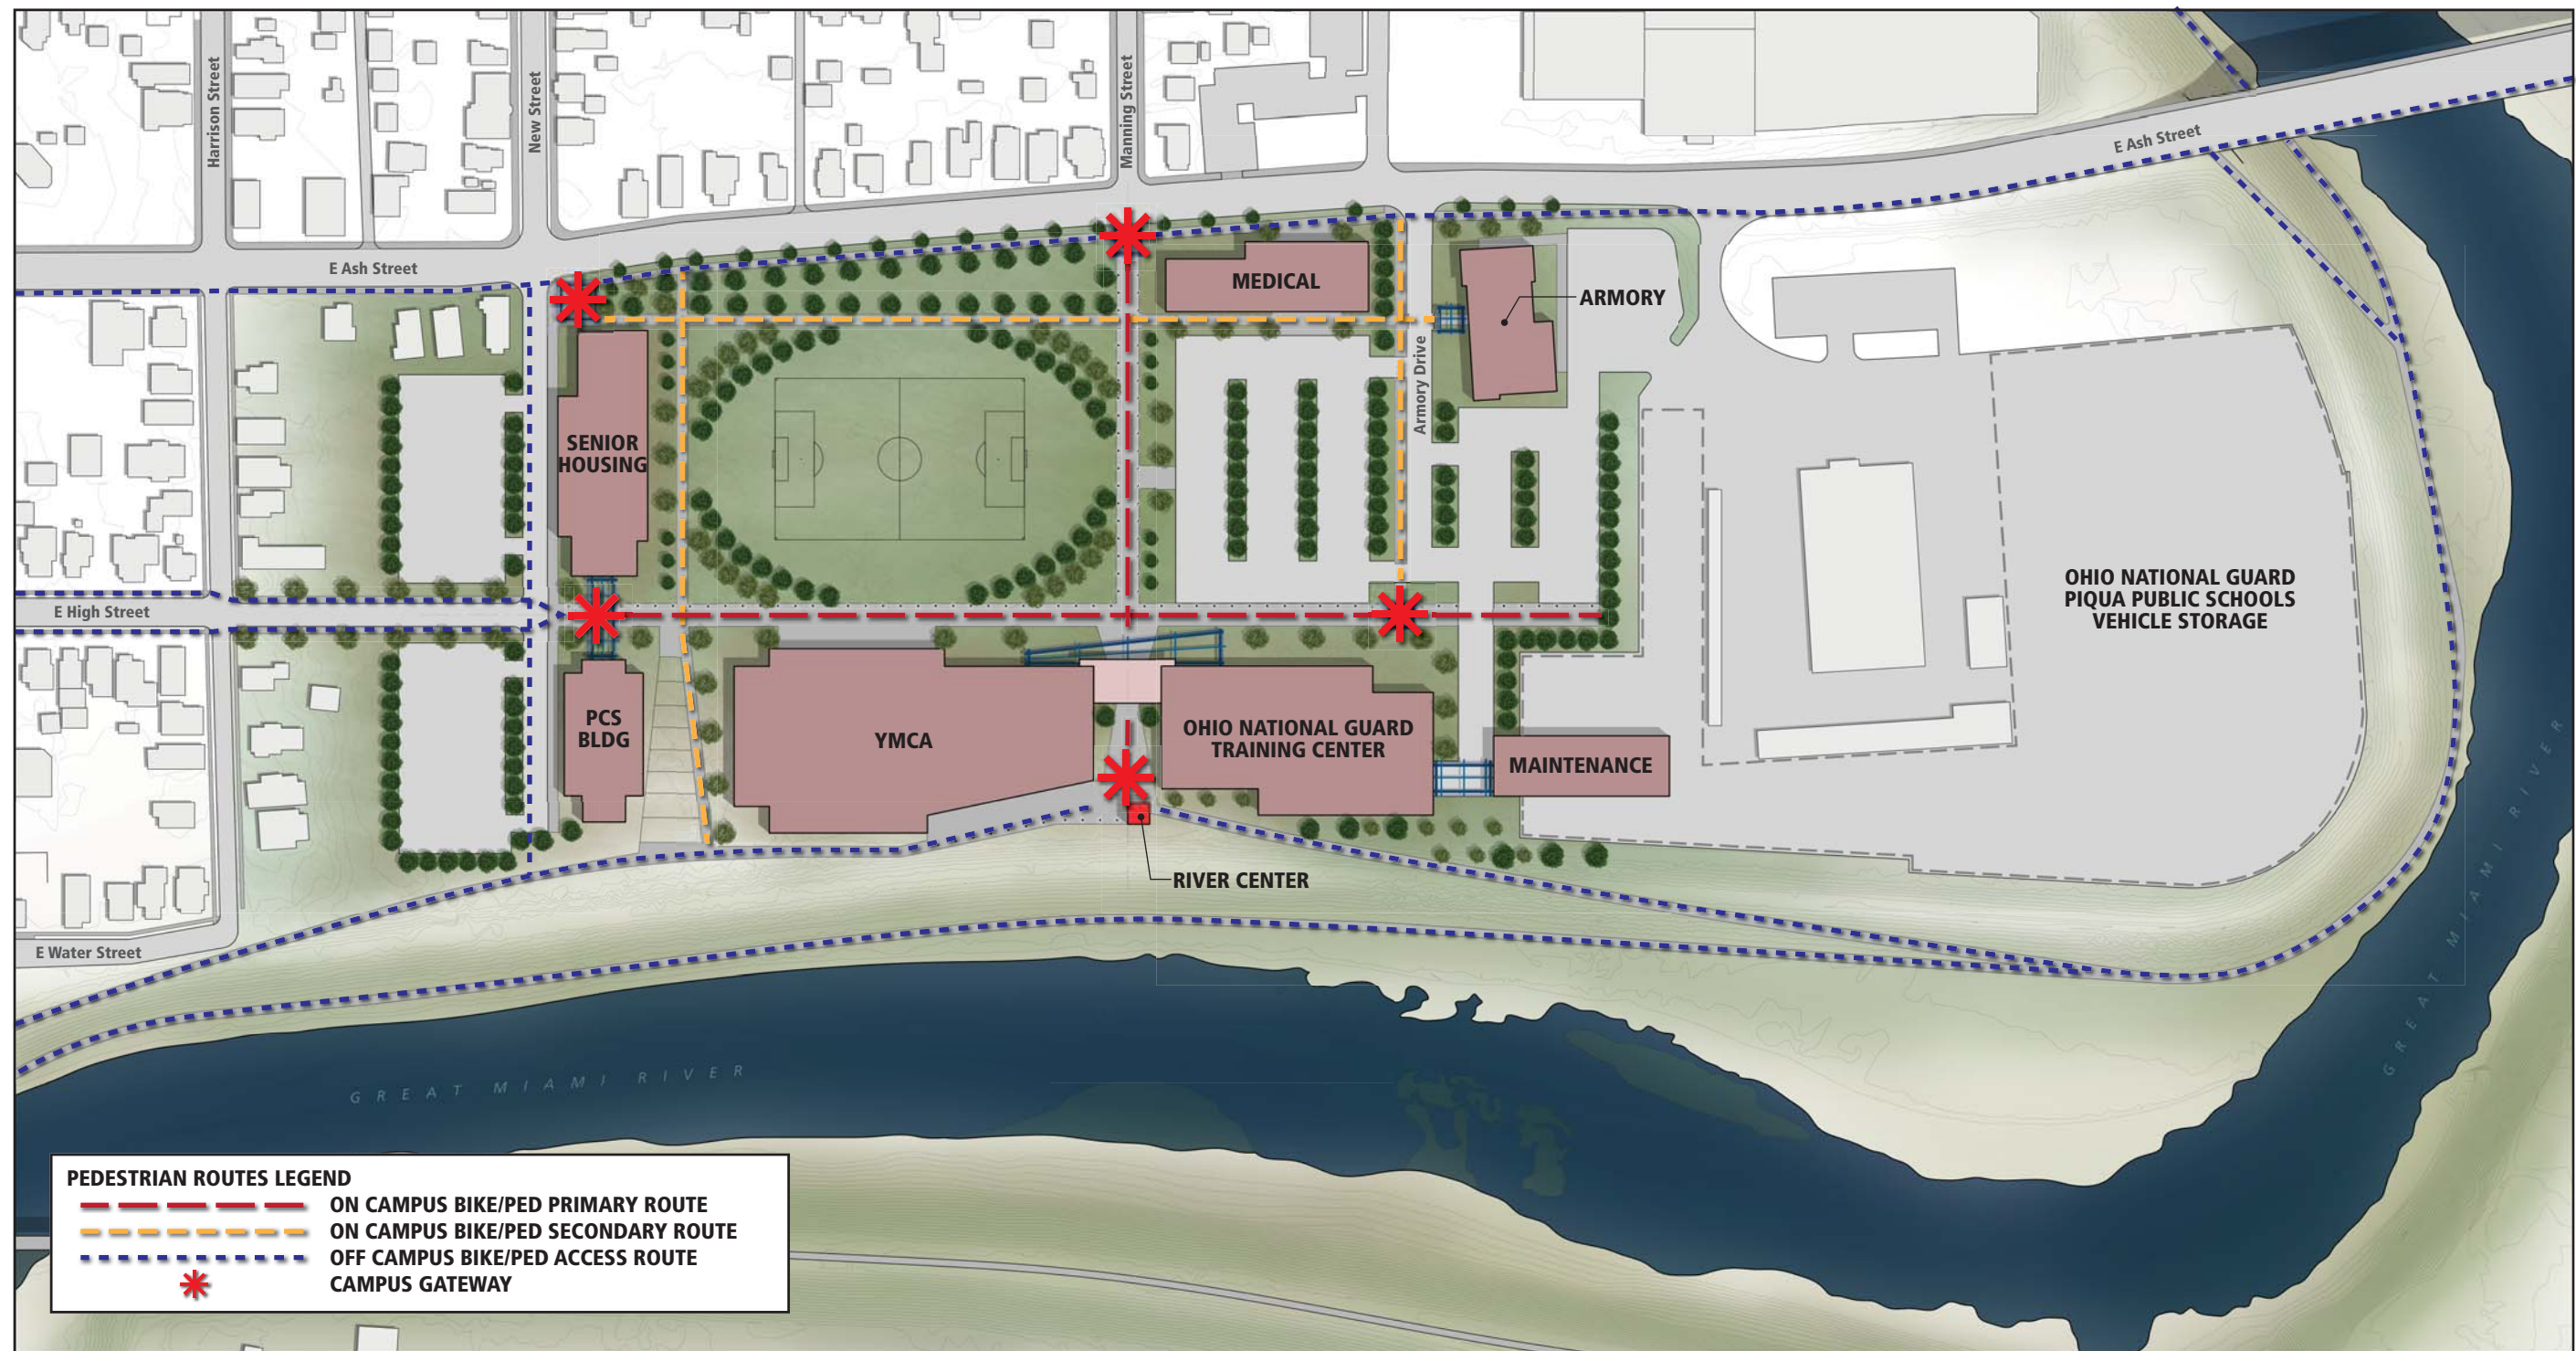 Harrison Street
New Street
Manning Street
E Ash Street
E Ash Street
MEDICAL
ARMORY
Armory Drive
SENIOR
HOUSING
OHIO NATIONAL GUARD
PIQUA PUBLIC SCHOOLS
VEHICLE STORAGE
E High Street
PCS
BLDG
YMCA
OHIO NATIONAL GUARD
TRAINING CENTER
MAINTENANCE
RIVER CENTER
E Water Street
GREAT MIAMI RIVER
GREAT MIAMI RIVER
PEDESTRIAN ROUTES LEGEND
ON CAMPUS BIKE/PED PRIMARY ROUTE
ON CAMPUS BIKE/PED SECONDARY ROUTE
OFF CAMPUS BIKE/PED ACCESS ROUTE
CAMPUS GATEWAY